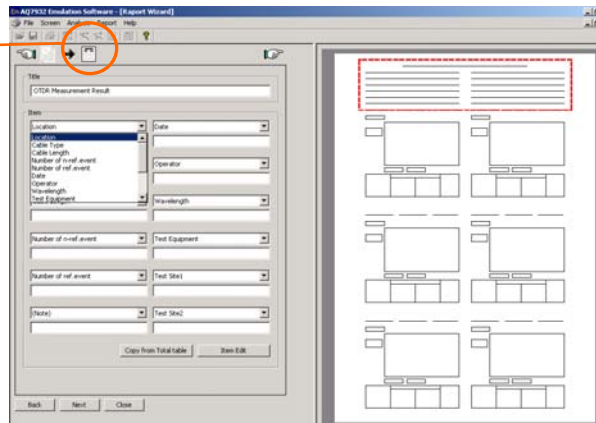 AQ7932 Emulation Software - [Raport Wizard]
File Screen Analysis Report Help
Title
OTDR Measurement Result
Item
Location Date
Location
Cable Type
Cable Length
Number of n-ref.event
Number of ref.event
Date
Operator
Wavelength
Test Equipment
Operator
Wavelength
Number of n-ref.event Test Equipment
Number of ref.event Test Site1
(Note) Test Site2
Copy from Total table Item Edit
Back Next Close